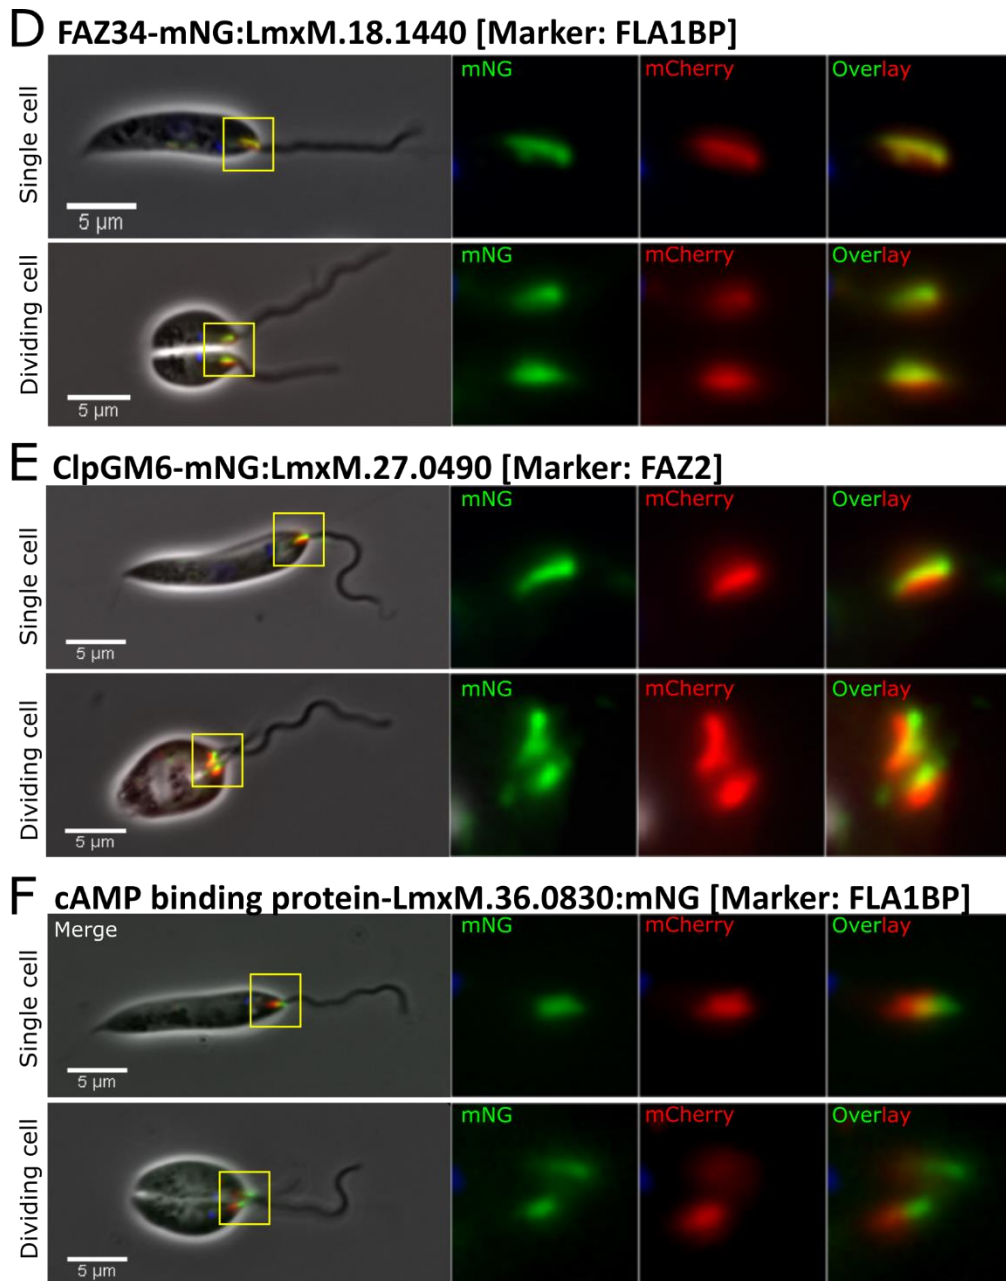 D FAZ34-mNG:LmxM.18.1440 [Marker: FLA1BP]
Single cell
mNG
mCherry
Overlay
5 µm
Dividing cell
mNG
mCherry
Overlay
5 µm
E ClpGM6-mNG:LmxM.27.0490 [Marker: FAZ2]
Single cell
mNG
mCherry
Overlay
5 µm
Dividing cell
mNG
mCherry
Overlay
5 µm
F cAMP binding protein-LmxM.36.0830:mNG [Marker: FLA1BP]
Single cell
Merge
mNG
mCherry
Overlay
5 µm
Dividing cell
mNG
mCherry
Overlay
5 µm